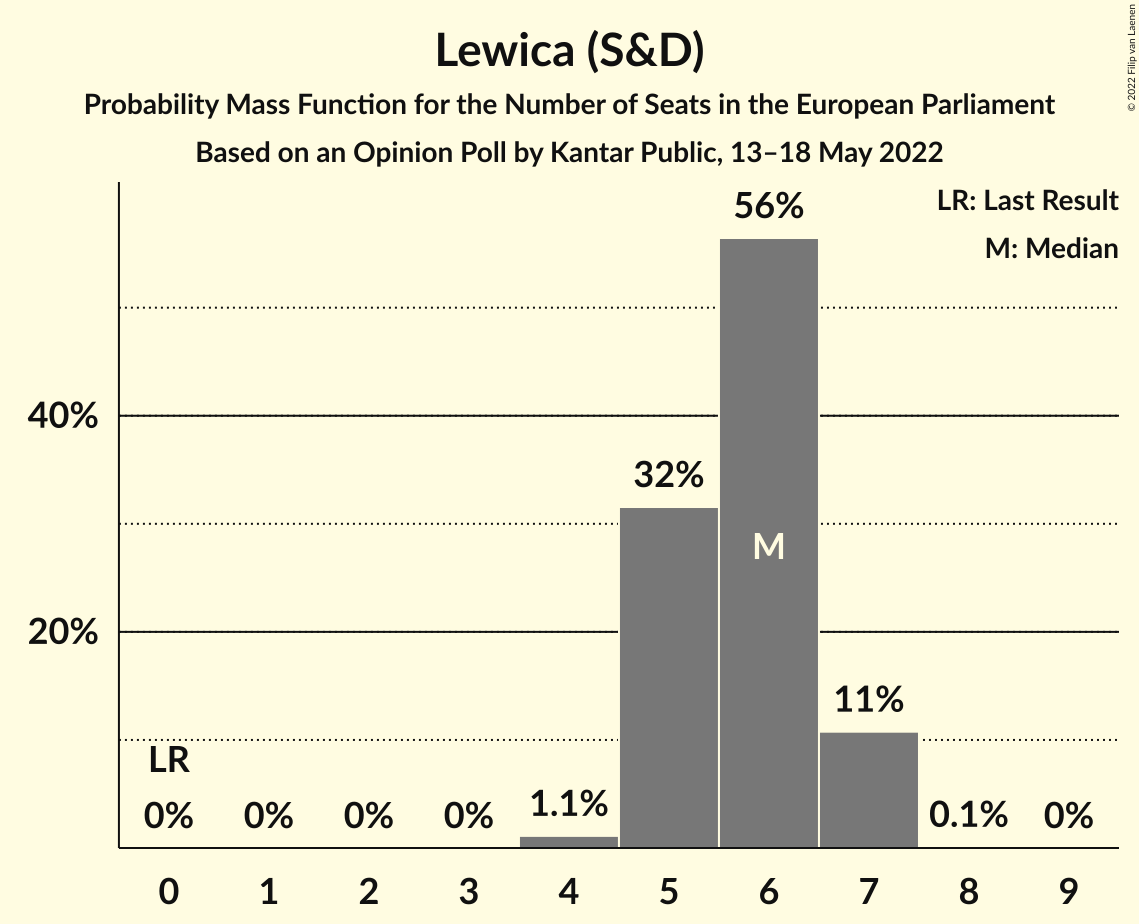 Lewica (S&D)
Probability Mass Function for the Number of Seats in the European Parliament
Based on an Opinion Poll by Kantar Public, 13–18 May 2022
© 2022 Filip van Laenen
LR: Last Result
M: Median
56%
40%
32%
M
20%
11%
LR
0% 0% 0% 0% 1.1% 0.1% 0%
0 1 2 3 4 5 6 7 8 9